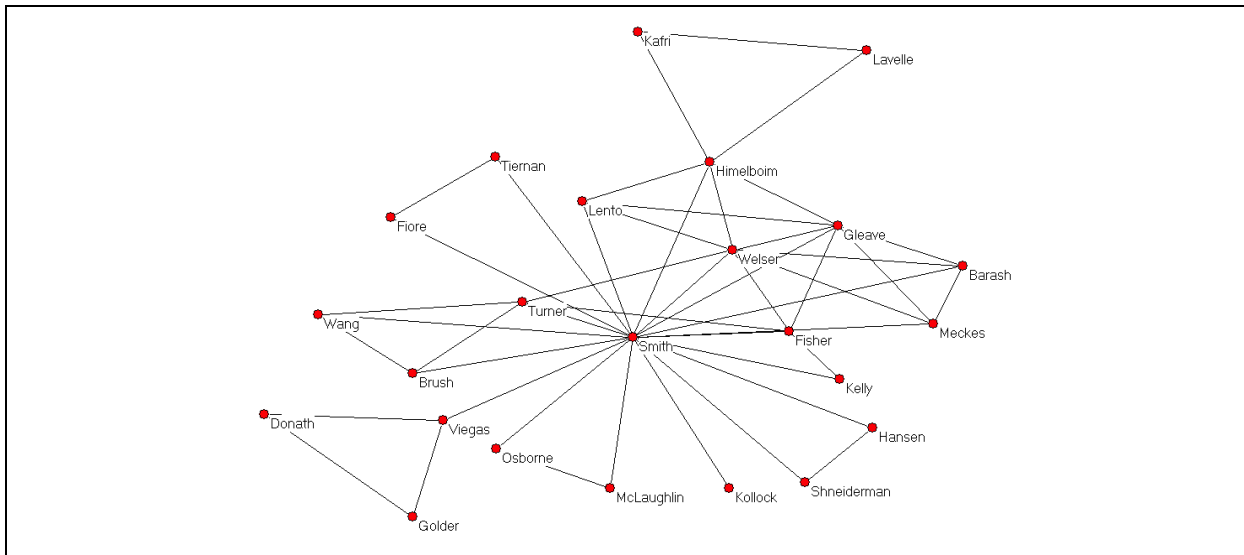 Kafri
Lavelle
Tiernan
Himelboim
Lento
Fiore
Gleave
Welser
Barash
Turner
Wang
Meckes
Fisher
Smith
Brush
Kelly
Donath
Viegas
Hansen
Osborne
Shneiderman
McLaughlin
Kollock
Golder